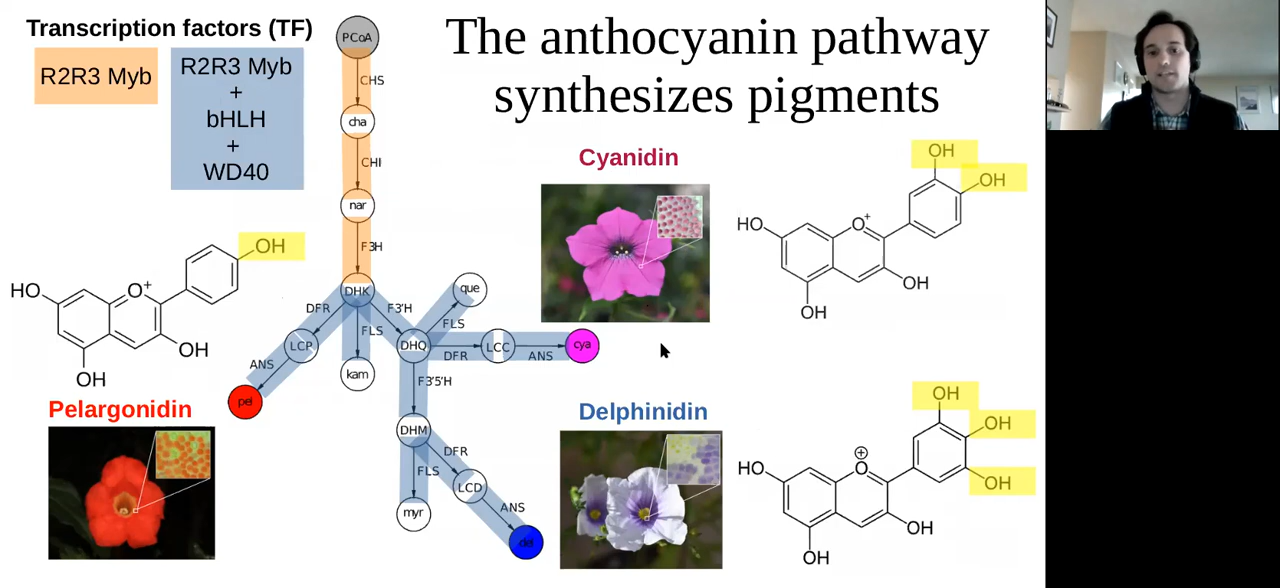 Transcription factors (TF)
R2R3 Myb
R2R3 Myb
+
bHLH
+
WD40
The anthocyanin pathway
synthesizes pigments
PCoA
CHS
cha
CHI
nar
F3H
DHK
DFR
FLS
F3'H
LCP
ANS
pel
kam
DHQ
FLS
que
DFR
LCC
ANS
cya
F3'5'H
DHM
FLS
myr
DFR
LCD
ANS
del
Cyanidin
OH
OH
HO
O+
OH
OH
OH
HO
O+
OH
OH
Pelargonidin
Delphinidin
OH
OH
OH
HO
O
+
OH
OH